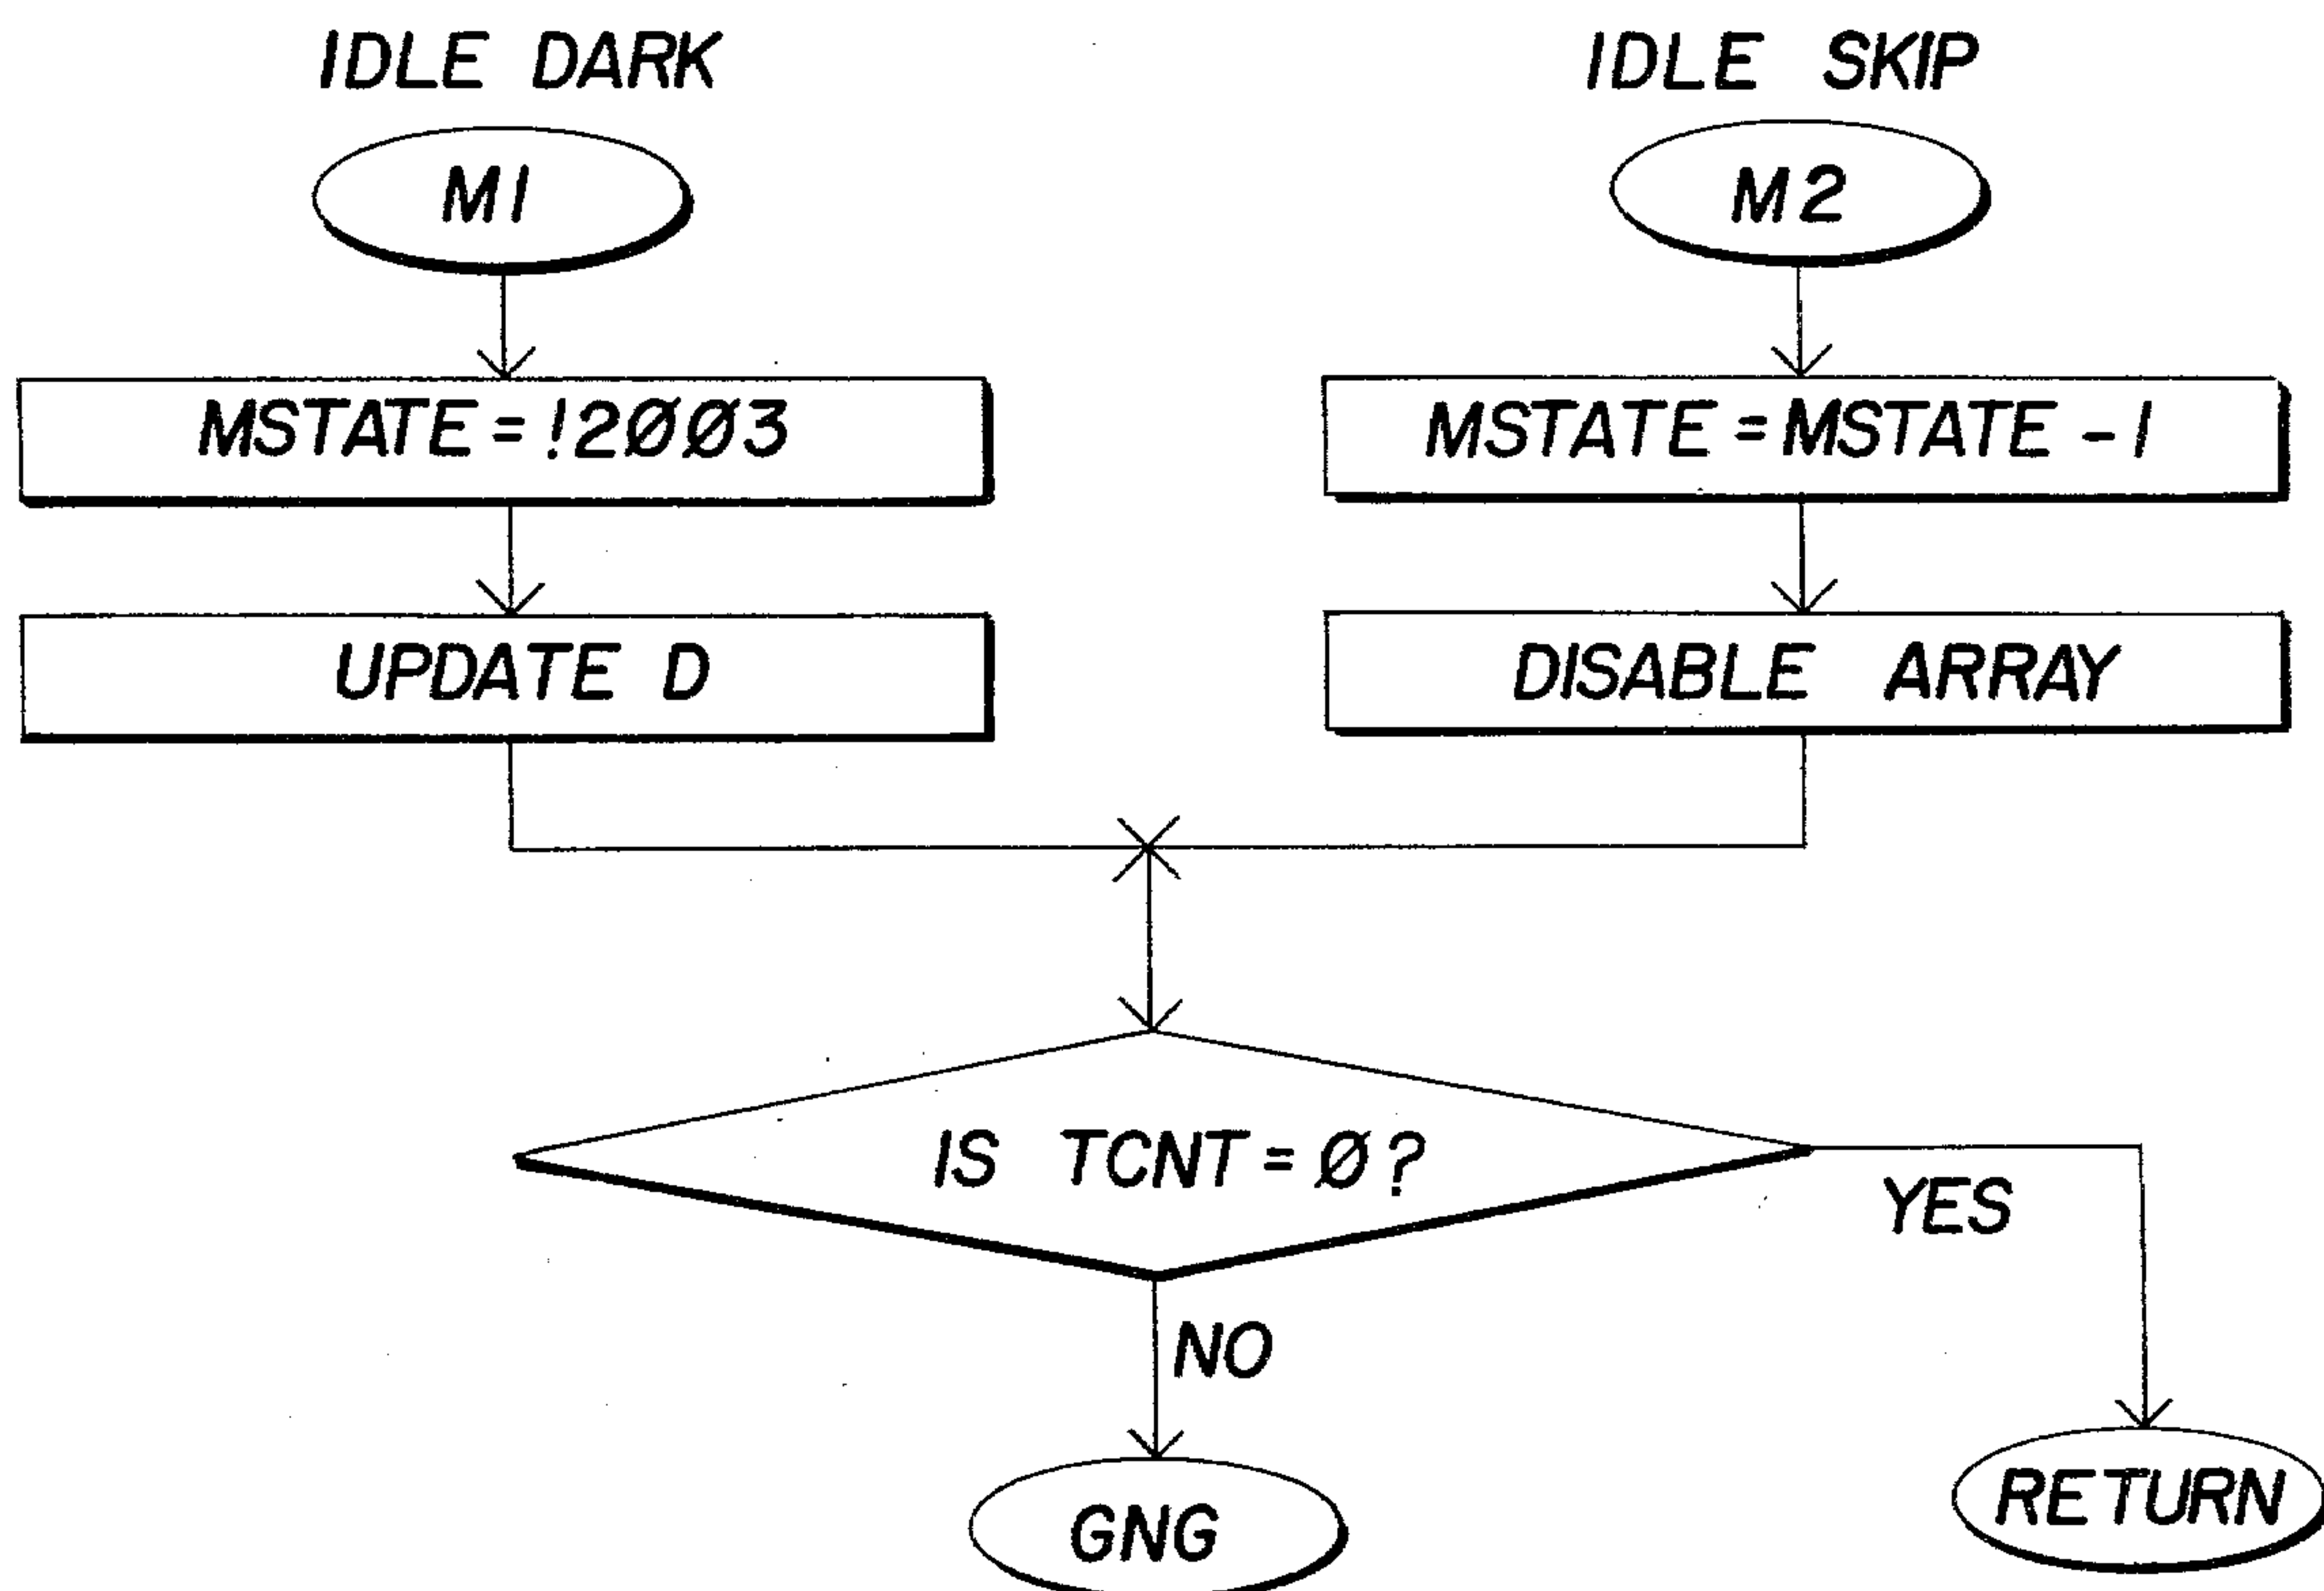 IDLE DARK
IDLE SKIP
M1
M2
MSTATE=!2ØØ3
MSTATE=MSTATE-1
UPDATE D
DISABLE ARRAY
IS TCNT=Ø?
YES
NO
GNG
RETURN